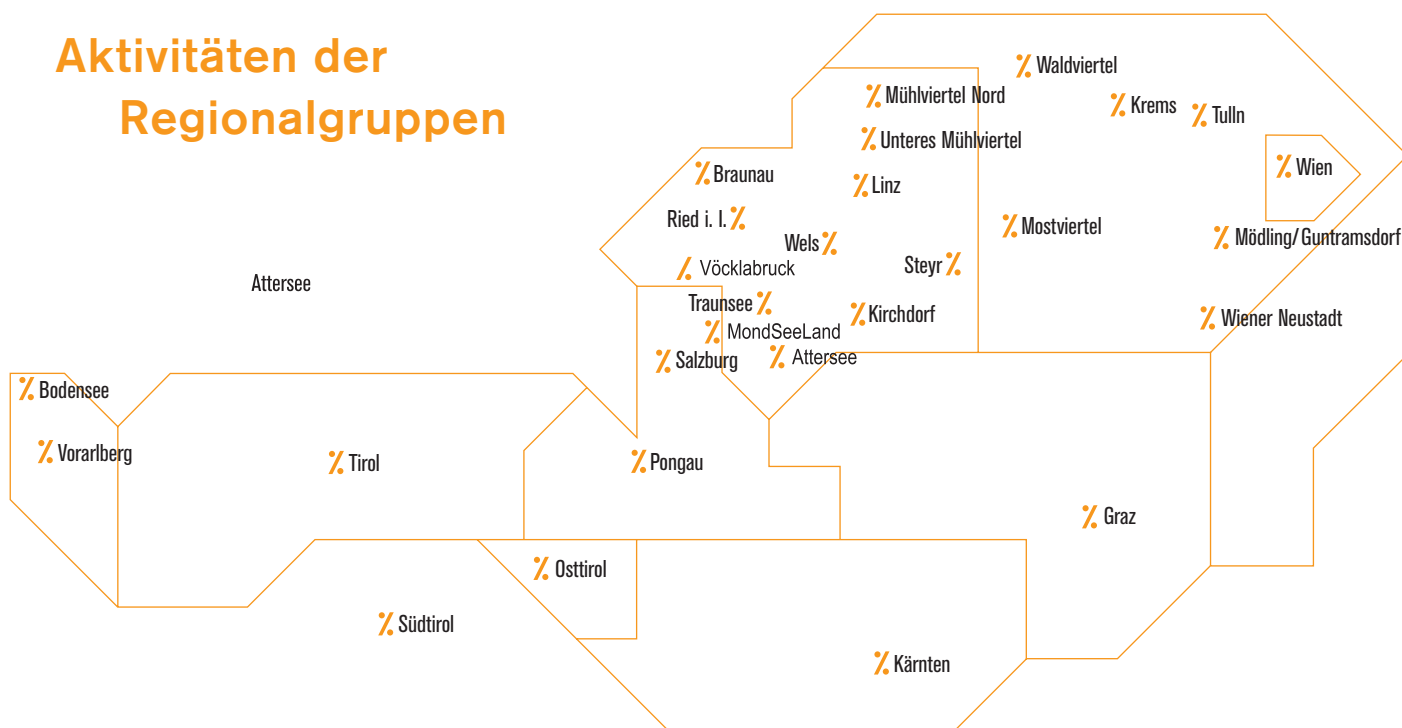 Aktivitäten der
Regionalgruppen
Waldviertel
Mühlviertel Nord
Krems
Tulln
Unteres Mühlviertel
Wien
Braunau
Linz
Ried i. I.
Mostviertel
Mödling/Guntramsdorf
Wels
Steyr
Vöcklabruck
Attersee
Traunsee
Kirchdorf
Wiener Neustadt
MondSeeLand
Attersee
Salzburg
Bodensee
Vorarlberg
Tirol
Pongau
Graz
Osttirol
Südtirol
Kärnten